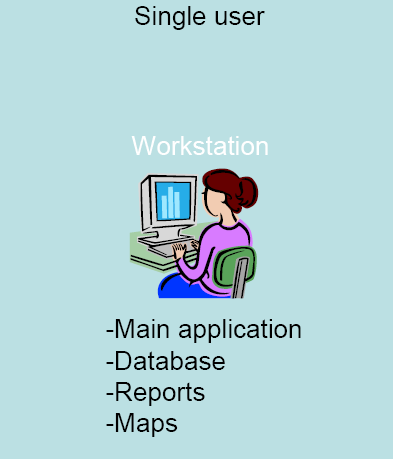 Single user
Workstation
-Main application
-Database
-Reports
-Maps